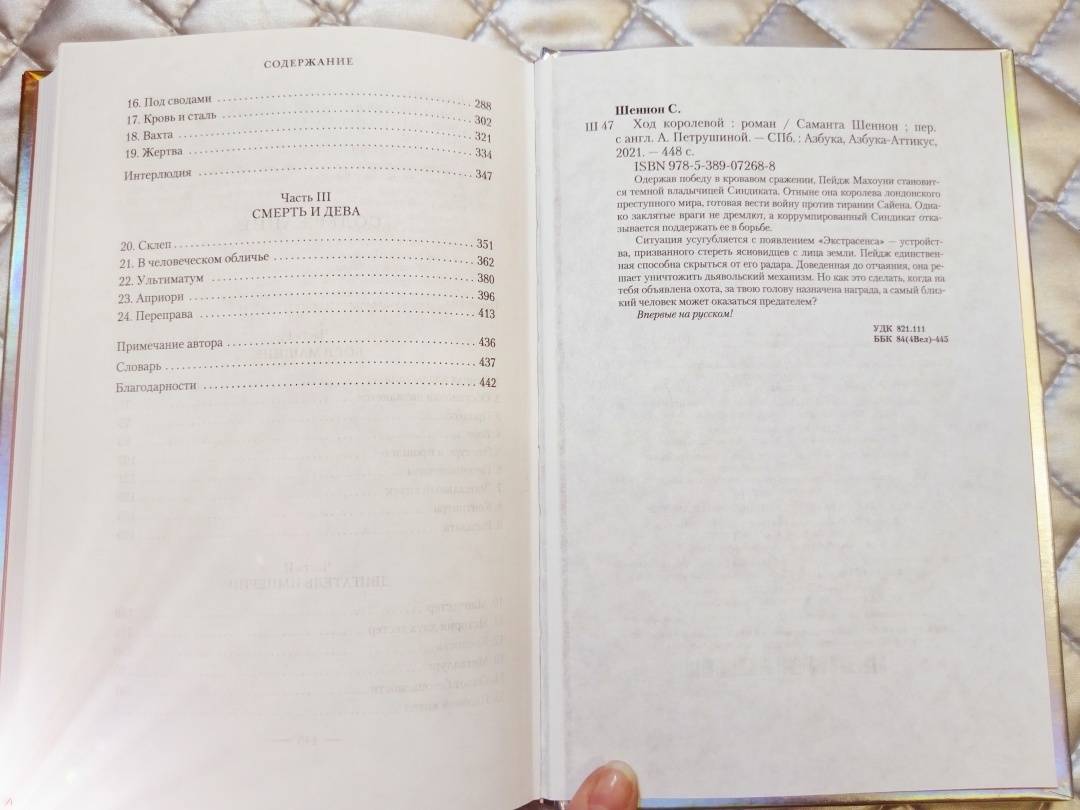 СОДЕРЖАНИЕ
16. Под сводами 288
17. Кровь и сталь 302
18. Вахта 321
19. Жертва 334
Интерлюдия 347
Часть III
СМЕРТЬ И ДЕВА
20. Склеп 351
21. В человеческом обличье 362
22. Ультиматум 380
23. Априори 396
24. Переправа 413
Примечание автора 436
Словарь 437
Благодарности 442
Шеннон С.
Ш 47 Ход королевой : роман / Саманта Шеннон ; пер.
с англ. А. Петрушиной. — СПб. : Азбука, Азбука-Аттикус,
2021. — 448 с.
ISBN 978-5-389-07268-8
Одержав победу в кровавом сражении, Пейдж Махоуни становит-
ся темной владычицей Синдиката. Отныне она королева лондонского
преступного мира, готовая вести войну против тирании Сайена. Одна-
ко заклятые враги не дремлют, а коррумпированный Синдикат отка-
зывается поддержать ее в борьбе.
Ситуация усугубляется с появлением «Экстрасенса» — устройст-
ва, призванного стереть ясновидцев с лица земли. Пейдж единствен-
ная способна скрыться от его радара. Доведенная до отчаяния, она ре-
шает уничтожить дьявольский механизм. Но как это сделать, когда на
тебя объявлена охота, за твою голову назначена награда, а самый близ-
кий человек может оказаться предателем?
Впервые на русском!
УДК 821.111
ББК 84(4Вел)-445